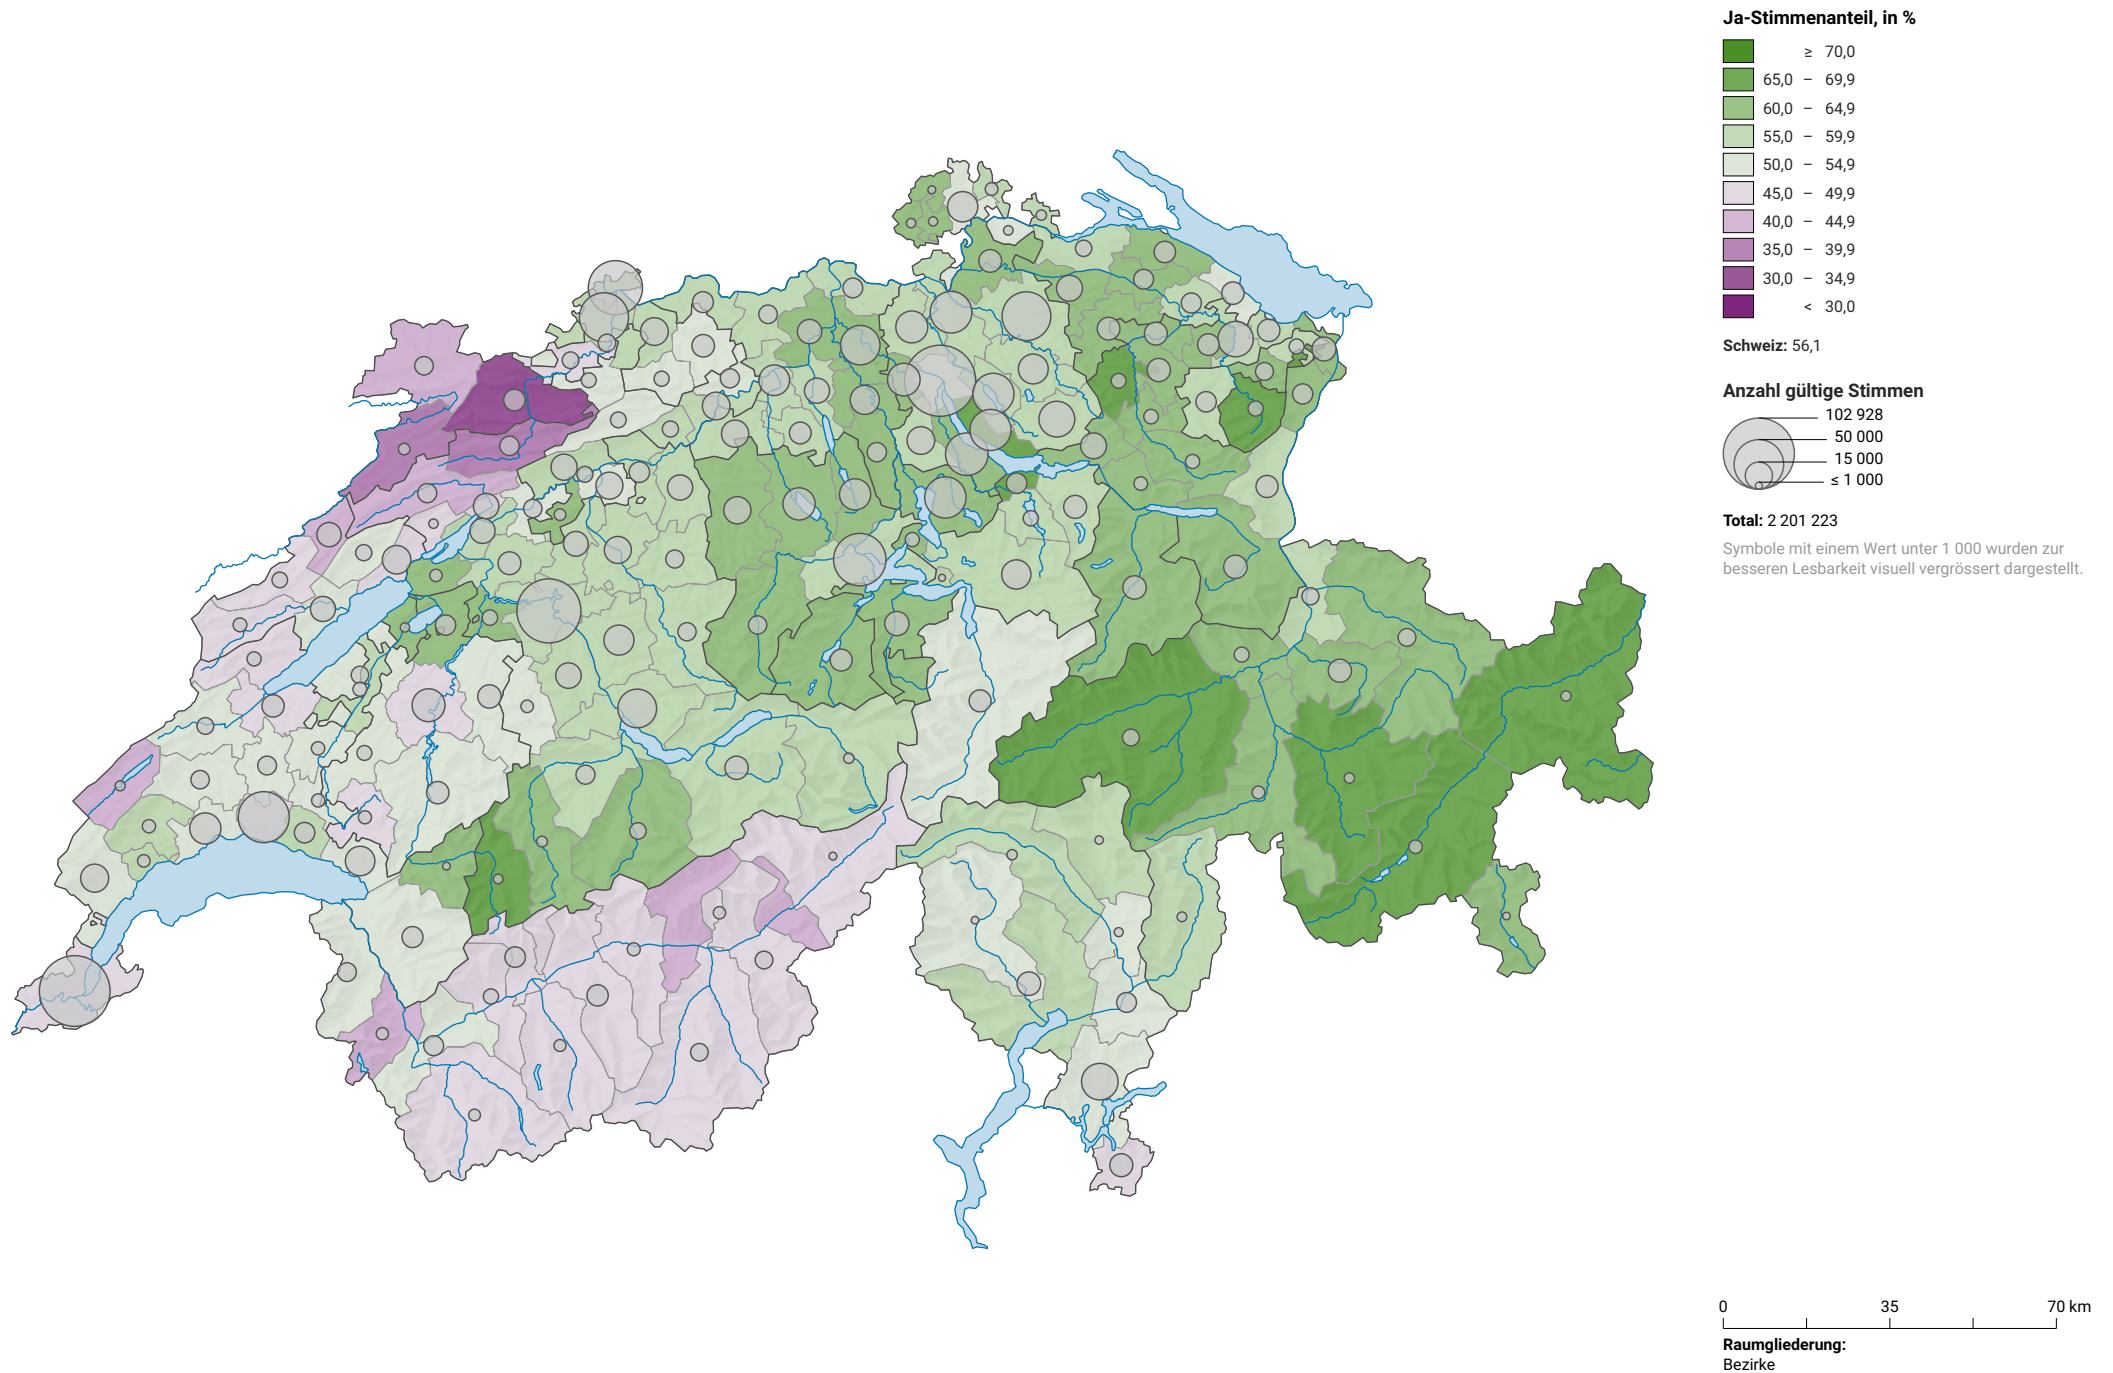 Ja-Stimmenanteil, in %
≥ 70,0
65,0 – 69,9
60,0 – 64,9
55,0 – 59,9
50,0 – 54,9
45,0 – 49,9
40,0 – 44,9
35,0 – 39,9
30,0 – 34,9
< 30,0
Schweiz: 56,1
Anzahl gültige Stimmen
102 928
50 000
15 000
≤ 1 000
Total: 2 201 223
Symbole mit einem Wert unter 1 000 wurden zur
besseren Lesbarkeit visuell vergrössert dargestellt.
0 35 70 km
Raumgliederung:
Bezirke